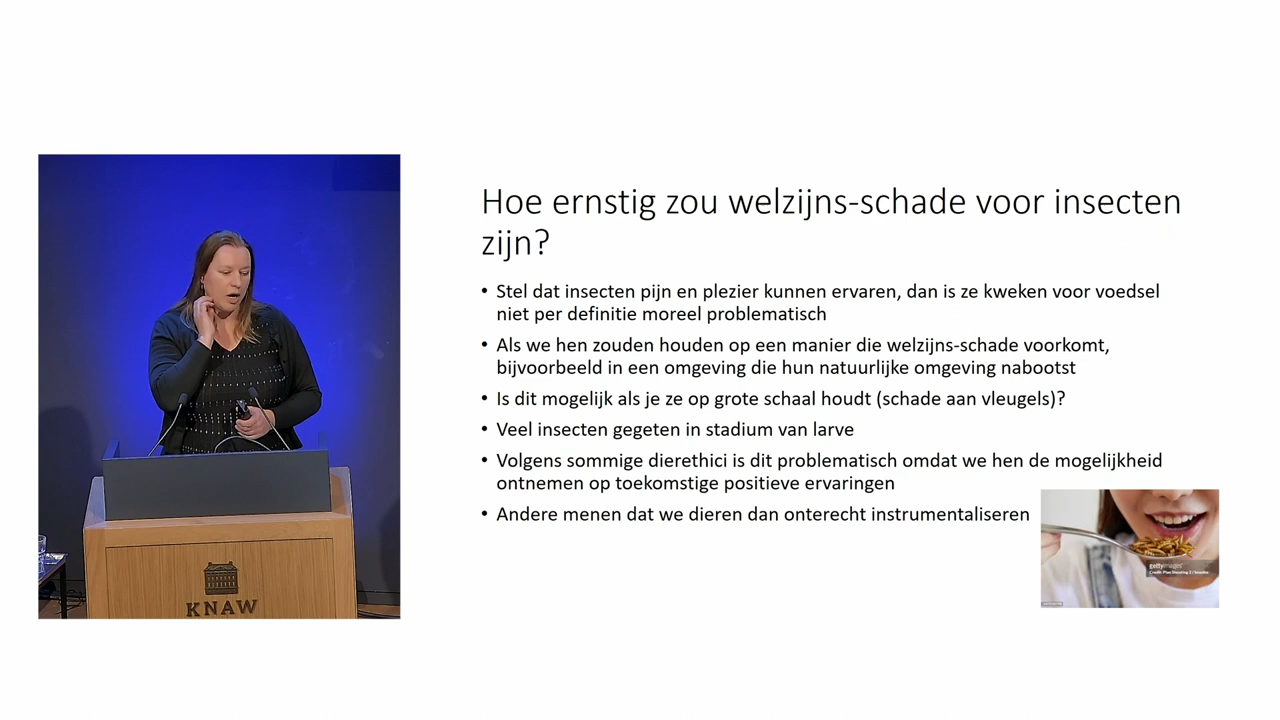 Hoe ernstig zou welzijns-schade voor insecten
zijn?
• Stel dat insecten pijn en plezier kunnen ervaren, dan is ze kweken voor voedsel
niet per definitie moreel problematisch
• Als we hen zouden houden op een manier die welzijns-schade voorkomt,
bijvoorbeeld in een omgeving die hun natuurlijke omgeving nabootst
• Is dit mogelijk als je ze op grote schaal houdt (schade aan vleugels)?
• Veel insecten gegeten in stadium van larve
• Volgens sommige dierethici is dit problematisch omdat we hen de mogelijkheid
ontnemen op toekomstige positieve ervaringen
• Andere menen dat we dieren dan onterecht instrumentaliseren
gettyimages
KNAW